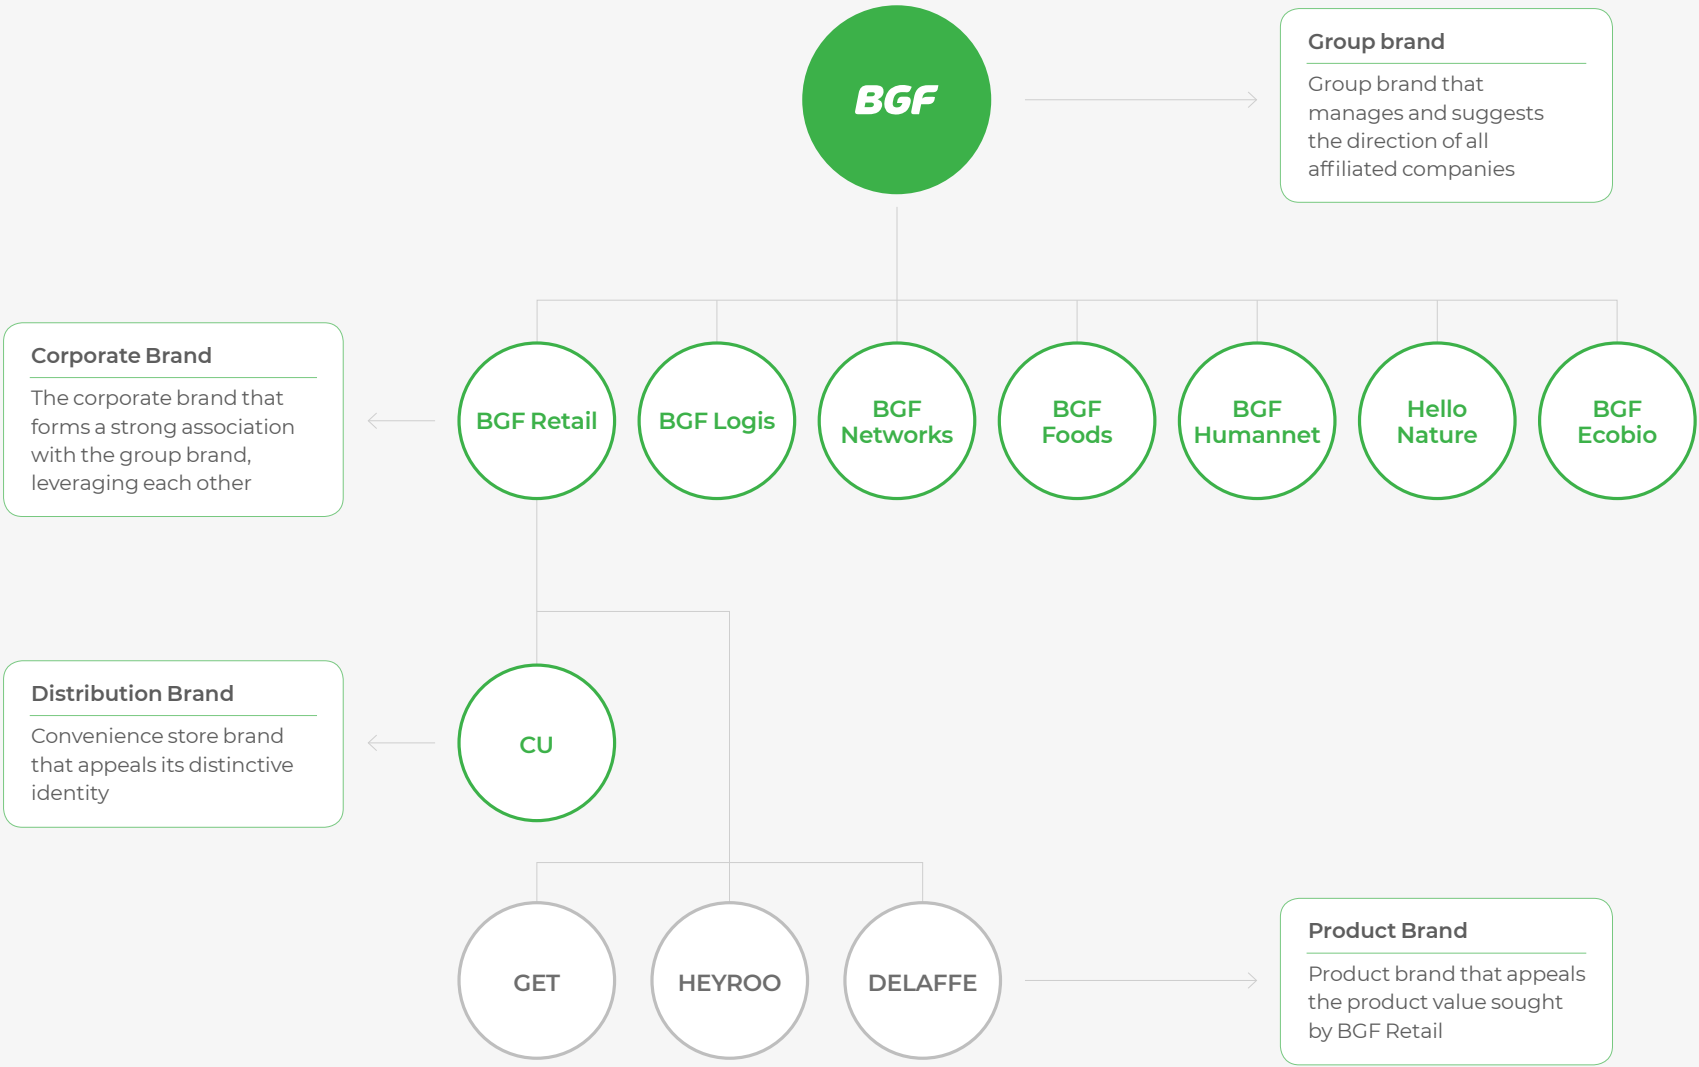 BGF
Group brand
Group brand that
manages and suggests
the direction of all
affiliated companies
Corporate Brand
The corporate brand that
forms a strong association
with the group brand,
leveraging each other
BGF Retail
BGF Logis
BGF
Networks
BGF
Foods
BGF
Humannet
Hello
Nature
BGF
Ecobio
Distribution Brand
Convenience store brand
that appeals its distinctive
identity
CU
GET
HEYROO
DELAFFE
Product Brand
Product brand that appeals
the product value sought
by BGF Retail